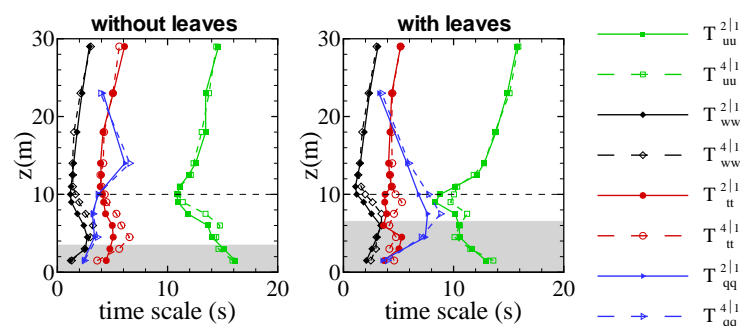 without leaves
with leaves
30
20
10
0
z(m)
0
10
20
time scale (s)
30
20
10
0
z(m)
0
10
20
time scale (s)
T 2|1 uu
T 4|1 uu
T 2|1 ww
T 4|1 ww
T 2|1 tt
T 4|1 tt
T 2|1 qq
T 4|1 qq